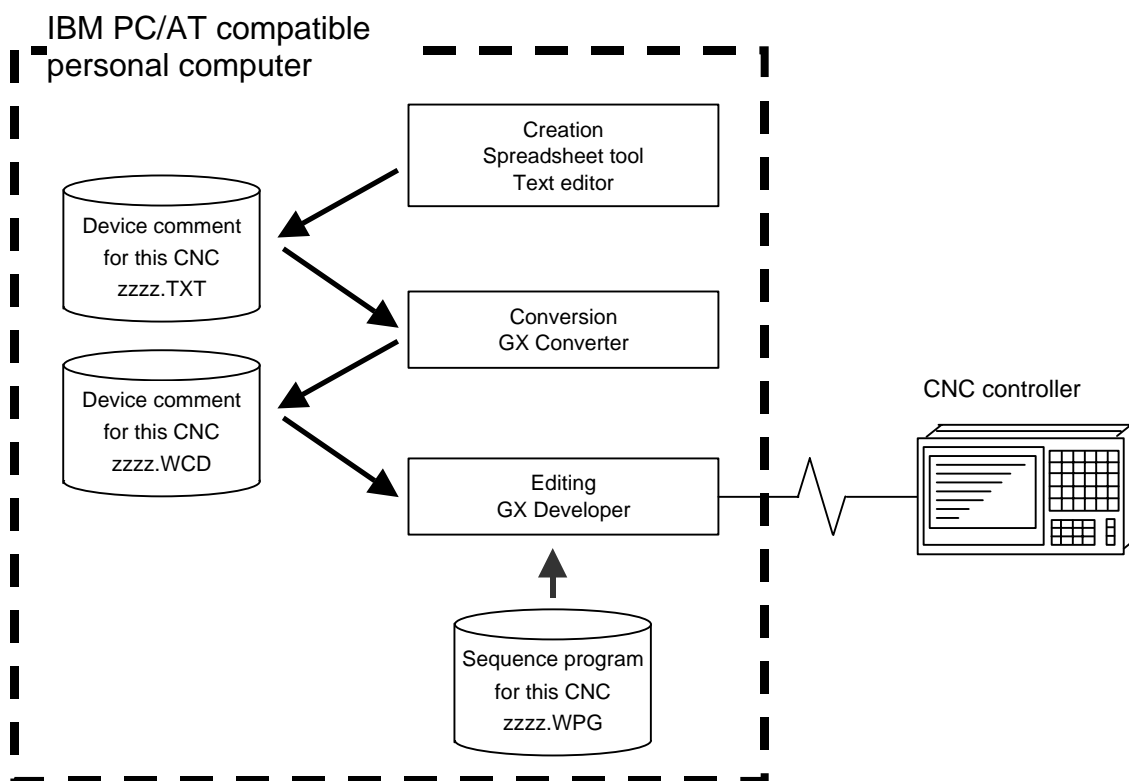 IBM PC/AT compatible
personal computer
Creation
Spreadsheet tool
Text editor
Device comment
for this CNC
zzzz.TXT
Conversion
GX Converter
Device comment
for this CNC
zzzz.WCD
CNC controller
Editing
GX Developer
Sequence program
for this CNC
zzzz.WPG